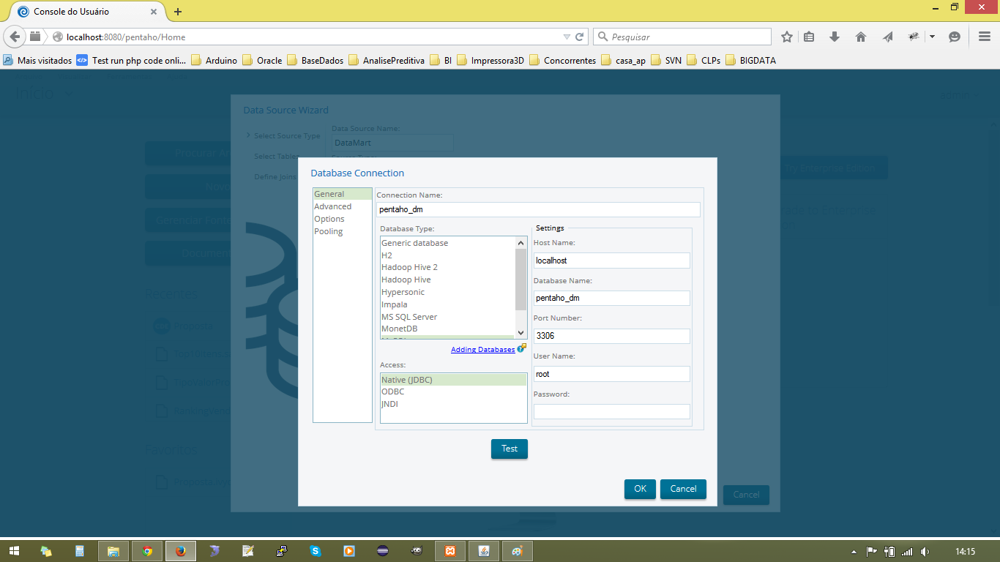 Console do Usuário
localhost:8080/pentaho/Home
Pesquisar
Mais visitados
Test run php code onli...
Arduino
Oracle
BaseDados
AnalisePreditiva
BI
Impressora3D
Concorrentes
casa_ap
SVN
CLPs
BIGDATA
Início
admin
Data Source Wizard
Select Source Type
Data Source Name:
DataMart
Select Tables
Define Joins
Try Enterprise Edition
Recentes
Proposta
Favoritos
Cancel
Database Connection
General
Advanced
Options
Pooling
Connection Name:
pentaho_dm
Database Type:
Generic database
H2
Hadoop Hive 2
Hadoop Hive
Hypersonic
Impala
MS SQL Server
MonetDB
Adding Databases
Access:
Native (JDBC)
ODBC
JNDI
Settings
Host Name:
localhost
Database Name:
pentaho_dm
Port Number:
3306
User Name:
root
Password:
Test
OK
Cancel
14:15